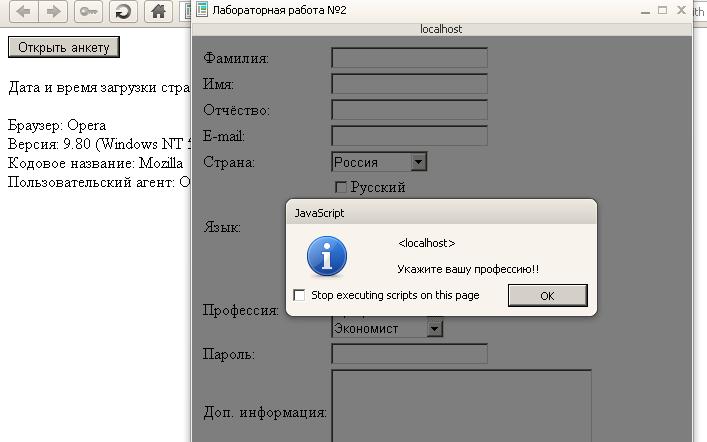 Лабораторная работа №2
localhost
Открыть анкету
Дата и время загрузки
Браузер: Opera
Версия: 9.80 (Windows NT
Кодовое название: Mozilla
Пользовательский агент:
Фамилия:
Имя:
Отчёство:
E-mail:
Страна: Россия
Русский
Язык:
JavaScript
<localhost>
Укажите вашу профессию!!
Stop executing scripts on this page OK
Профессия:
Экономист
Пароль:
Доп. информация: